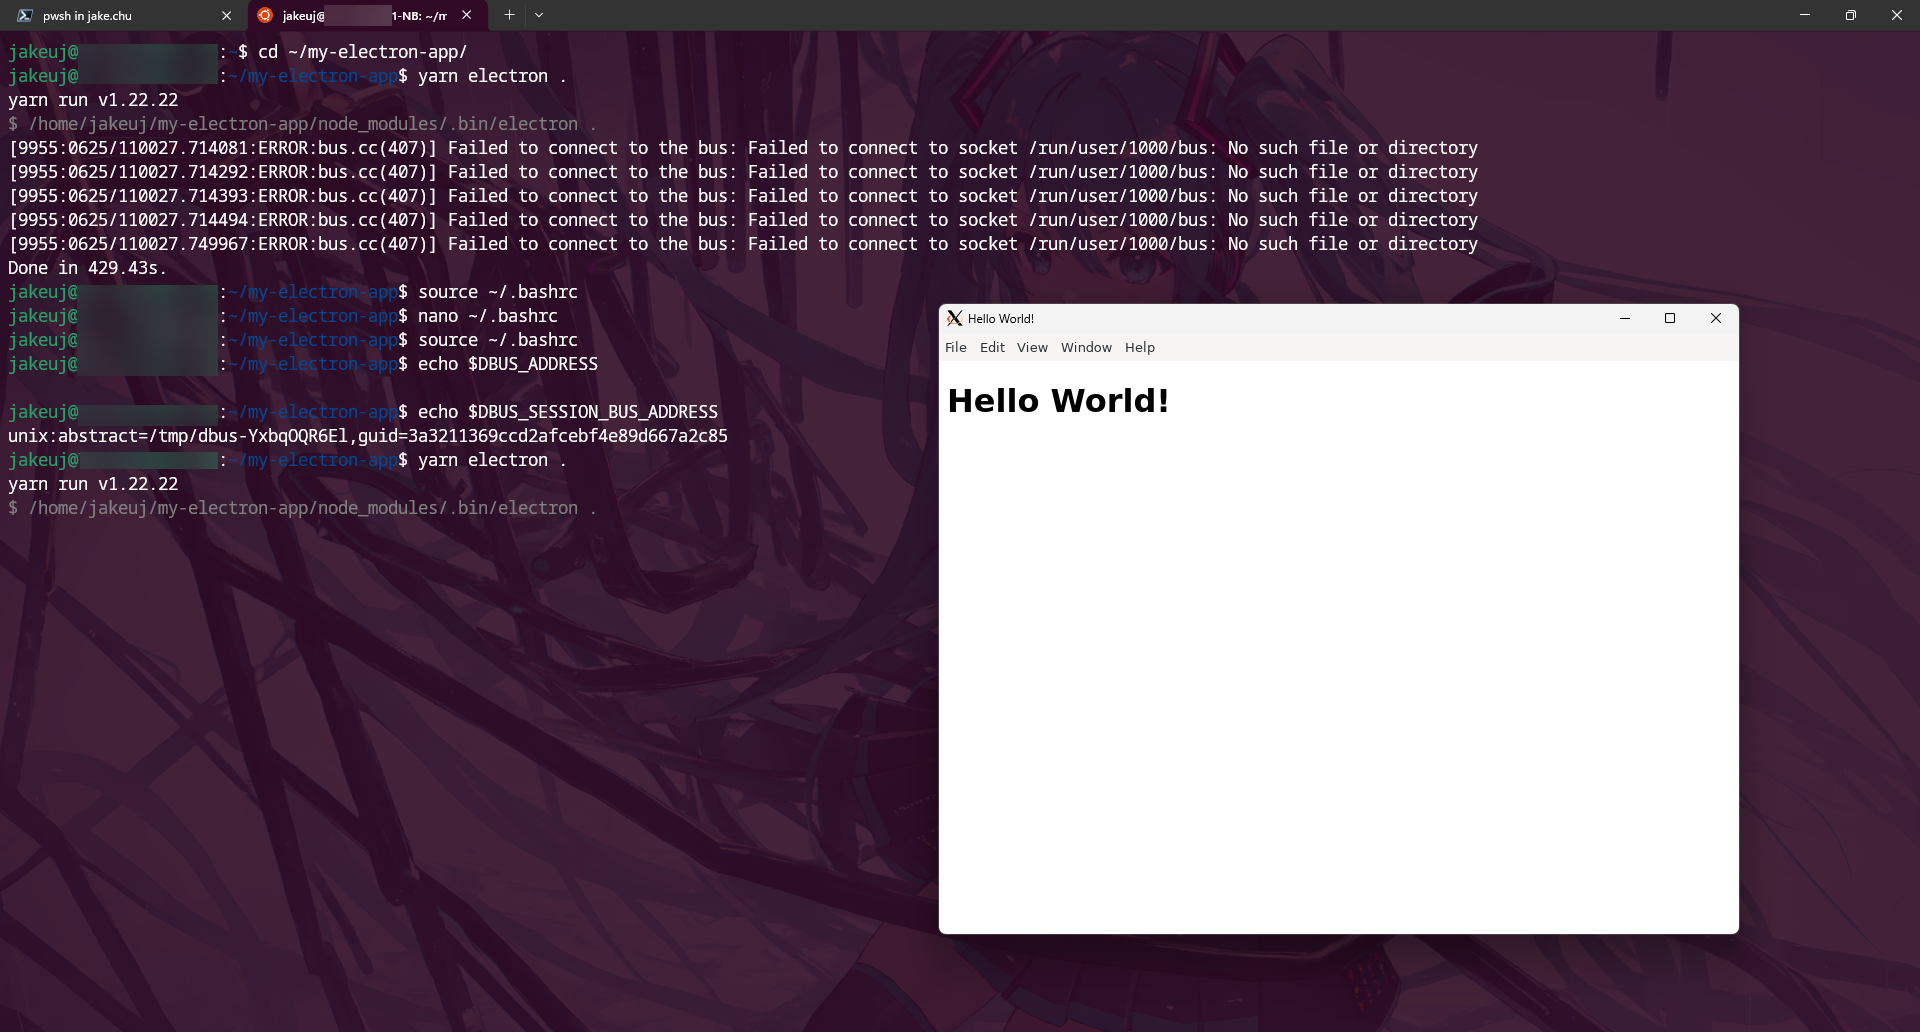 pwsh in jake.chu
jakeuj@ 1-NB: ~/m
jakeuj@ :~$ cd ~/my-electron-app/
jakeuj@ :~/my-electron-app$ yarn electron .
yarn run v1.22.22
$ /home/jakeuj/my-electron-app/node_modules/.bin/electron .
[9955:0625/110027.714081:ERROR:bus.cc(407)] Failed to connect to the bus: Failed to connect to socket /run/user/1000/bus: No such file or directory
[9955:0625/110027.714292:ERROR:bus.cc(407)] Failed to connect to the bus: Failed to connect to socket /run/user/1000/bus: No such file or directory
[9955:0625/110027.714393:ERROR:bus.cc(407)] Failed to connect to the bus: Failed to connect to socket /run/user/1000/bus: No such file or directory
[9955:0625/110027.714494:ERROR:bus.cc(407)] Failed to connect to the bus: Failed to connect to socket /run/user/1000/bus: No such file or directory
[9955:0625/110027.749967:ERROR:bus.cc(407)] Failed to connect to the bus: Failed to connect to socket /run/user/1000/bus: No such file or directory
Done in 429.43s.
jakeuj@ :~/my-electron-app$ source ~/.bashrc
jakeuj@ :~/my-electron-app$ nano ~/.bashrc
jakeuj@ :~/my-electron-app$ source ~/.bashrc
jakeuj@ :~/my-electron-app$ echo $DBUS_ADDRESS
jakeuj@ :~/my-electron-app$ echo $DBUS_SESSION_BUS_ADDRESS
unix:abstract=/tmp/dbus-YxbqOQR6El,guid=3a3211369ccd2afcebf4e89d667a2c85
jakeuj@ :~/my-electron-app$ yarn electron .
yarn run v1.22.22
$ /home/jakeuj/my-electron-app/node_modules/.bin/electron .
Hello World!
File Edit View Window Help
Hello World!